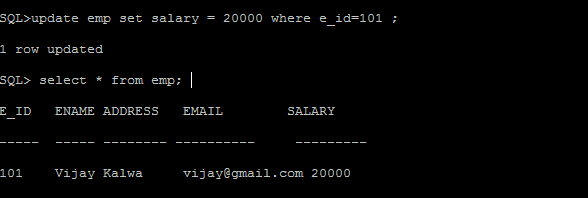 SQL>update emp set salary = 20000 where e_id=101 ;
1 row updated
SQL> select * from emp;
E_ID ENAME ADDRESS EMAIL SALARY
----- ----- -------- ---------- ---------
101 Vijay Kalwa vijay@gmail.com 20000